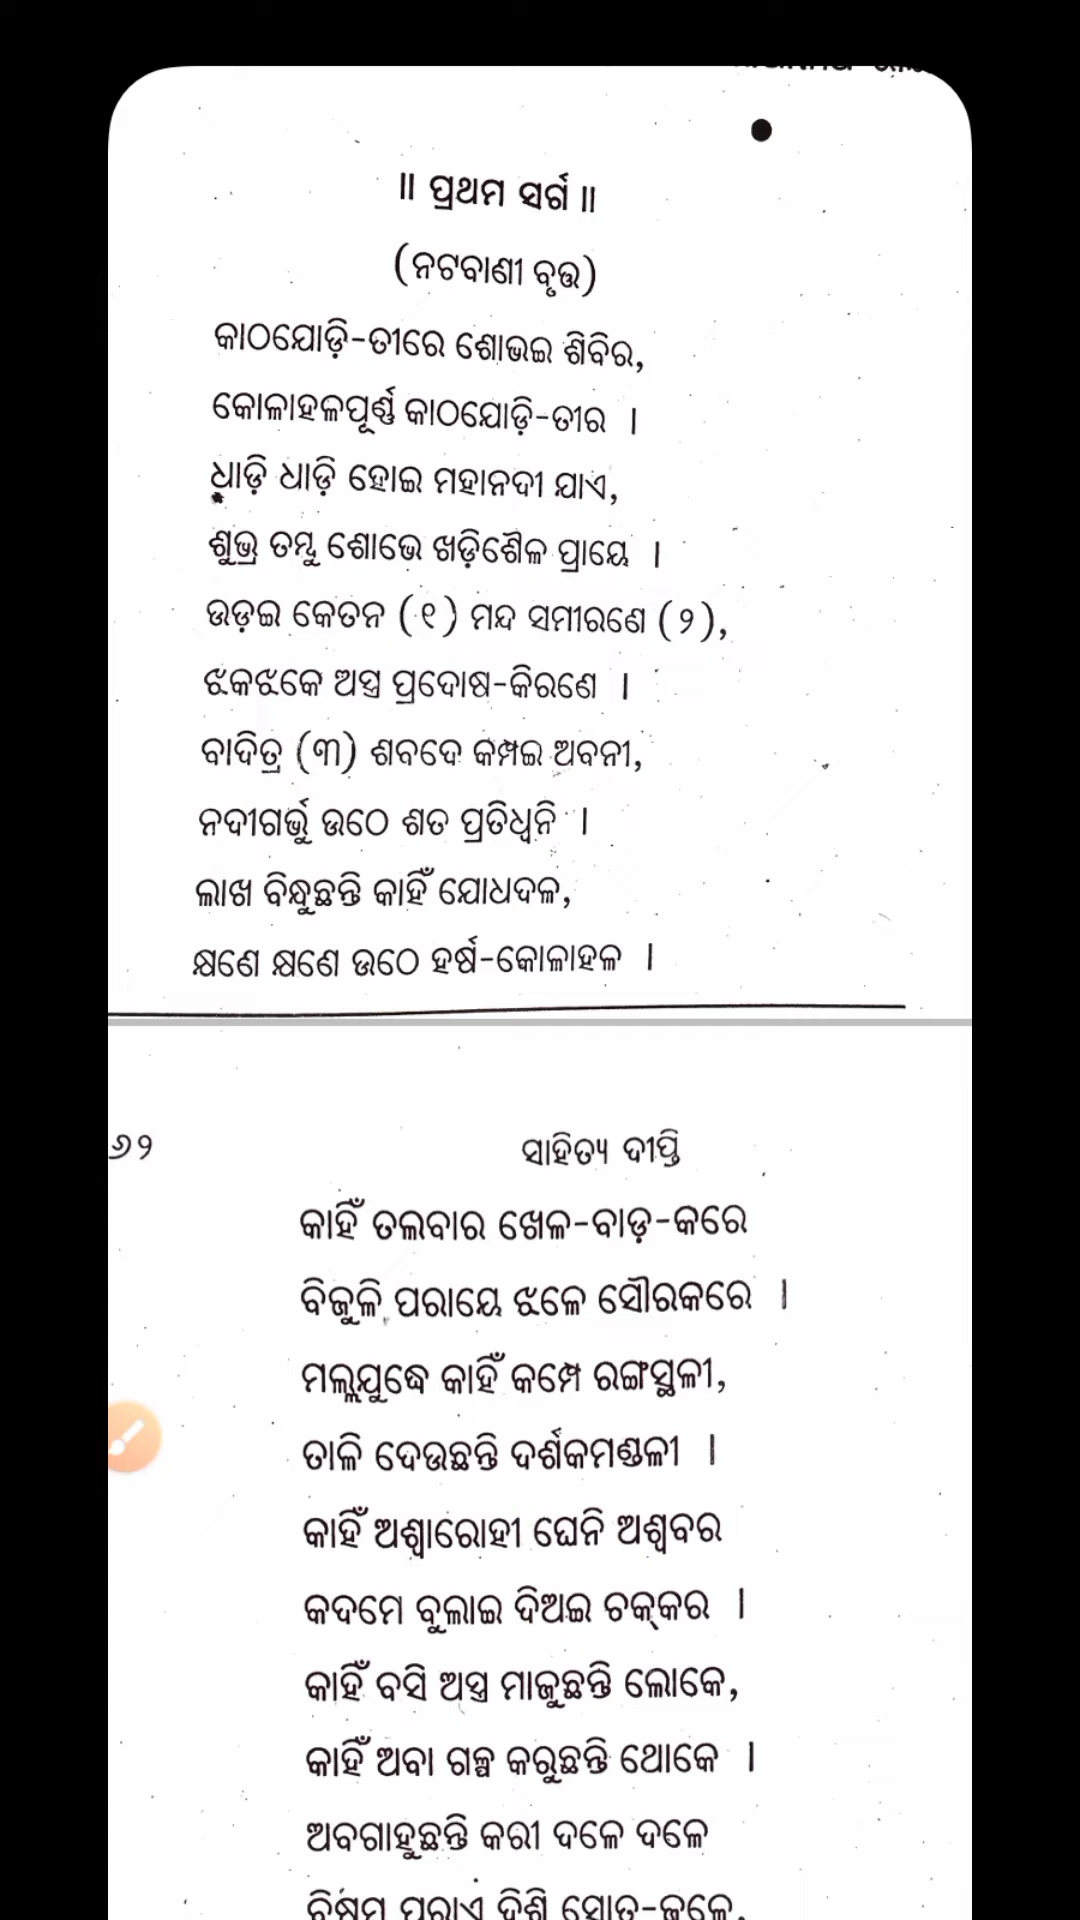 ॥ ପ୍ରଥମ ସର୍ଗ ॥
(ନଟବାଣୀ ବୃତ୍ତ)
କାଠଯୋଡ଼ି-ତୀରେ ଶୋଭଇ ଶିବିର,
କୋଳାହଳପୂର୍ଣ୍ଣ କାଠଯୋଡ଼ି-ତୀର ।
ଧାଡ଼ି ଧାଡ଼ି ହୋଇ ମହାନଦୀ ଯାଏ,
ଶୁଭ୍ର ତମ୍ବୁ ଶୋଭେ ଖଡ଼ିଶୈଳ ପ୍ରାୟେ ।
ଉଡ଼ଇ କେତନ (୧) ମନ୍ଦ ସମୀରଣେ (୨),
ଝକଝକେ ଅସ୍ତ୍ର ପ୍ରଦୋଷ-କିରଣେ ।
ବାଦିତ୍ର (୩) ଶବଦେ କମ୍ପଇ ଅବନୀ,
ନଦୀଗର୍ଭୁ ଉଠେ ଶତ ପ୍ରତିଧ୍ୱନି ।
ଲାଖ ବିନ୍ଧୁଛନ୍ତି କାହିଁ ଯୋଧଦଳ,
କ୍ଷଣେ କ୍ଷଣେ ଉଠେ ହର୍ଷ-କୋଳାହଳ ।
୬୨ ସାହିତ୍ୟ ଦୀପ୍ତି
କାହିଁ ତଲବାର ଖେଳ-ବାଡ଼-କରେ
ବିଜୁଳି ପରାୟେ ଝଳେ ସୌରକରେ ।
ମଲ୍ଲଯୁଦ୍ଧେ କାହିଁ କମ୍ପେ ରଙ୍ଗସ୍ଥଳୀ,
ତାଳି ଦେଉଛନ୍ତି ଦର୍ଶକମଣ୍ଡଳୀ ।
କାହିଁ ଅଶ୍ୱାରୋହୀ ଘେନି ଅଶ୍ୱବର
କଦମେ ବୁଲାଇ ଦିଅଇ ଚକ୍‌କର ।
କାହିଁ ବସି ଅସ୍ତ୍ର ମାଜୁଛନ୍ତି ଲୋକେ,
କାହିଁ ଅବା ଗଳ୍ପ କରୁଛନ୍ତି ଥୋକେ ।
ଅବଗାହୁଛନ୍ତି କରୀ ଦଳେ ଦଳେ
ବିଷମ ପରାଏ ଦିଶି ସ୍ରୋତ-ଜଳେ,